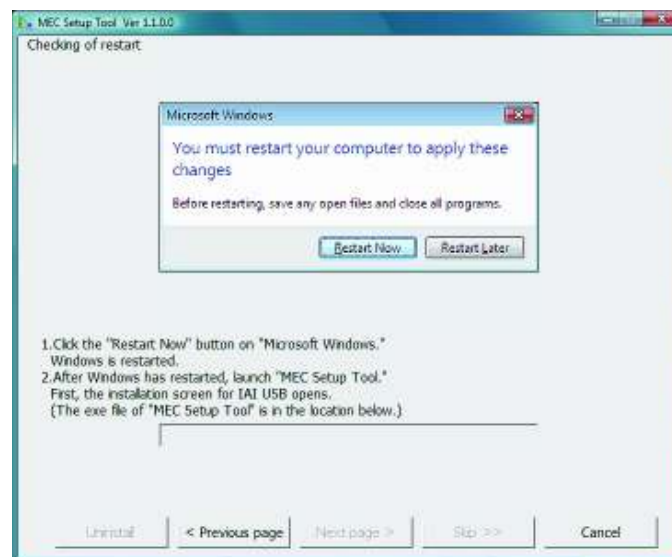 MEC Setup Tool Ver 1.1.0.0
Checking of restart
Microsoft Windows
You must restart your computer to apply these
changes
Before restarting, save any open files and close all programs.
Restart Now Restart Later
1.Click the "Restart Now" button on "Microsoft Windows."
Windows is restarted.
2.After Windows has restarted, launch "MEC Setup Tool."
First, the installation screen for IAI USB opens.
(The exe file of "MEC Setup Tool" is in the location below.)
Uninstall < Previous page Next page > Skip >> Cancel